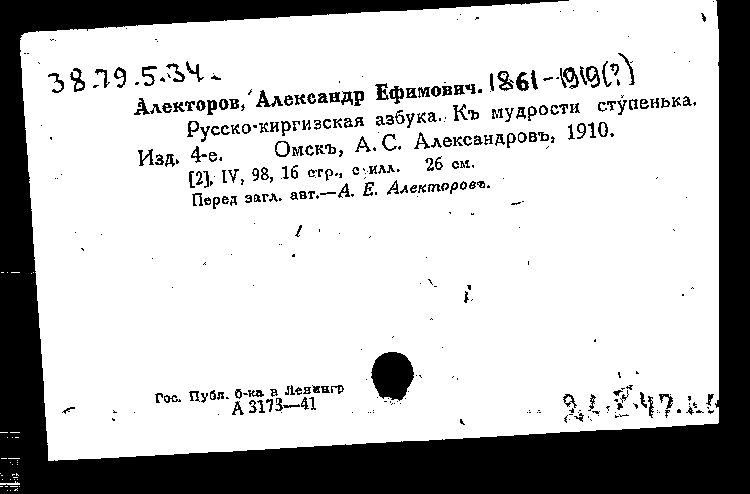 38.79.5.34.
Алекторов, Александр Ефимович. 1861-1919(?)
Русско-киргизская азбука. Къ мудрости ступенька.
Изд. 4-е. Омскъ, А. С. Александровъ, 1910.
[2], IV, 98, 16 стр., с илл. 26 см.
Перед загл. авт.—А. Е. Алекторовъ.
Гос. Публ. б-ка в Ленингр
А 3173—41